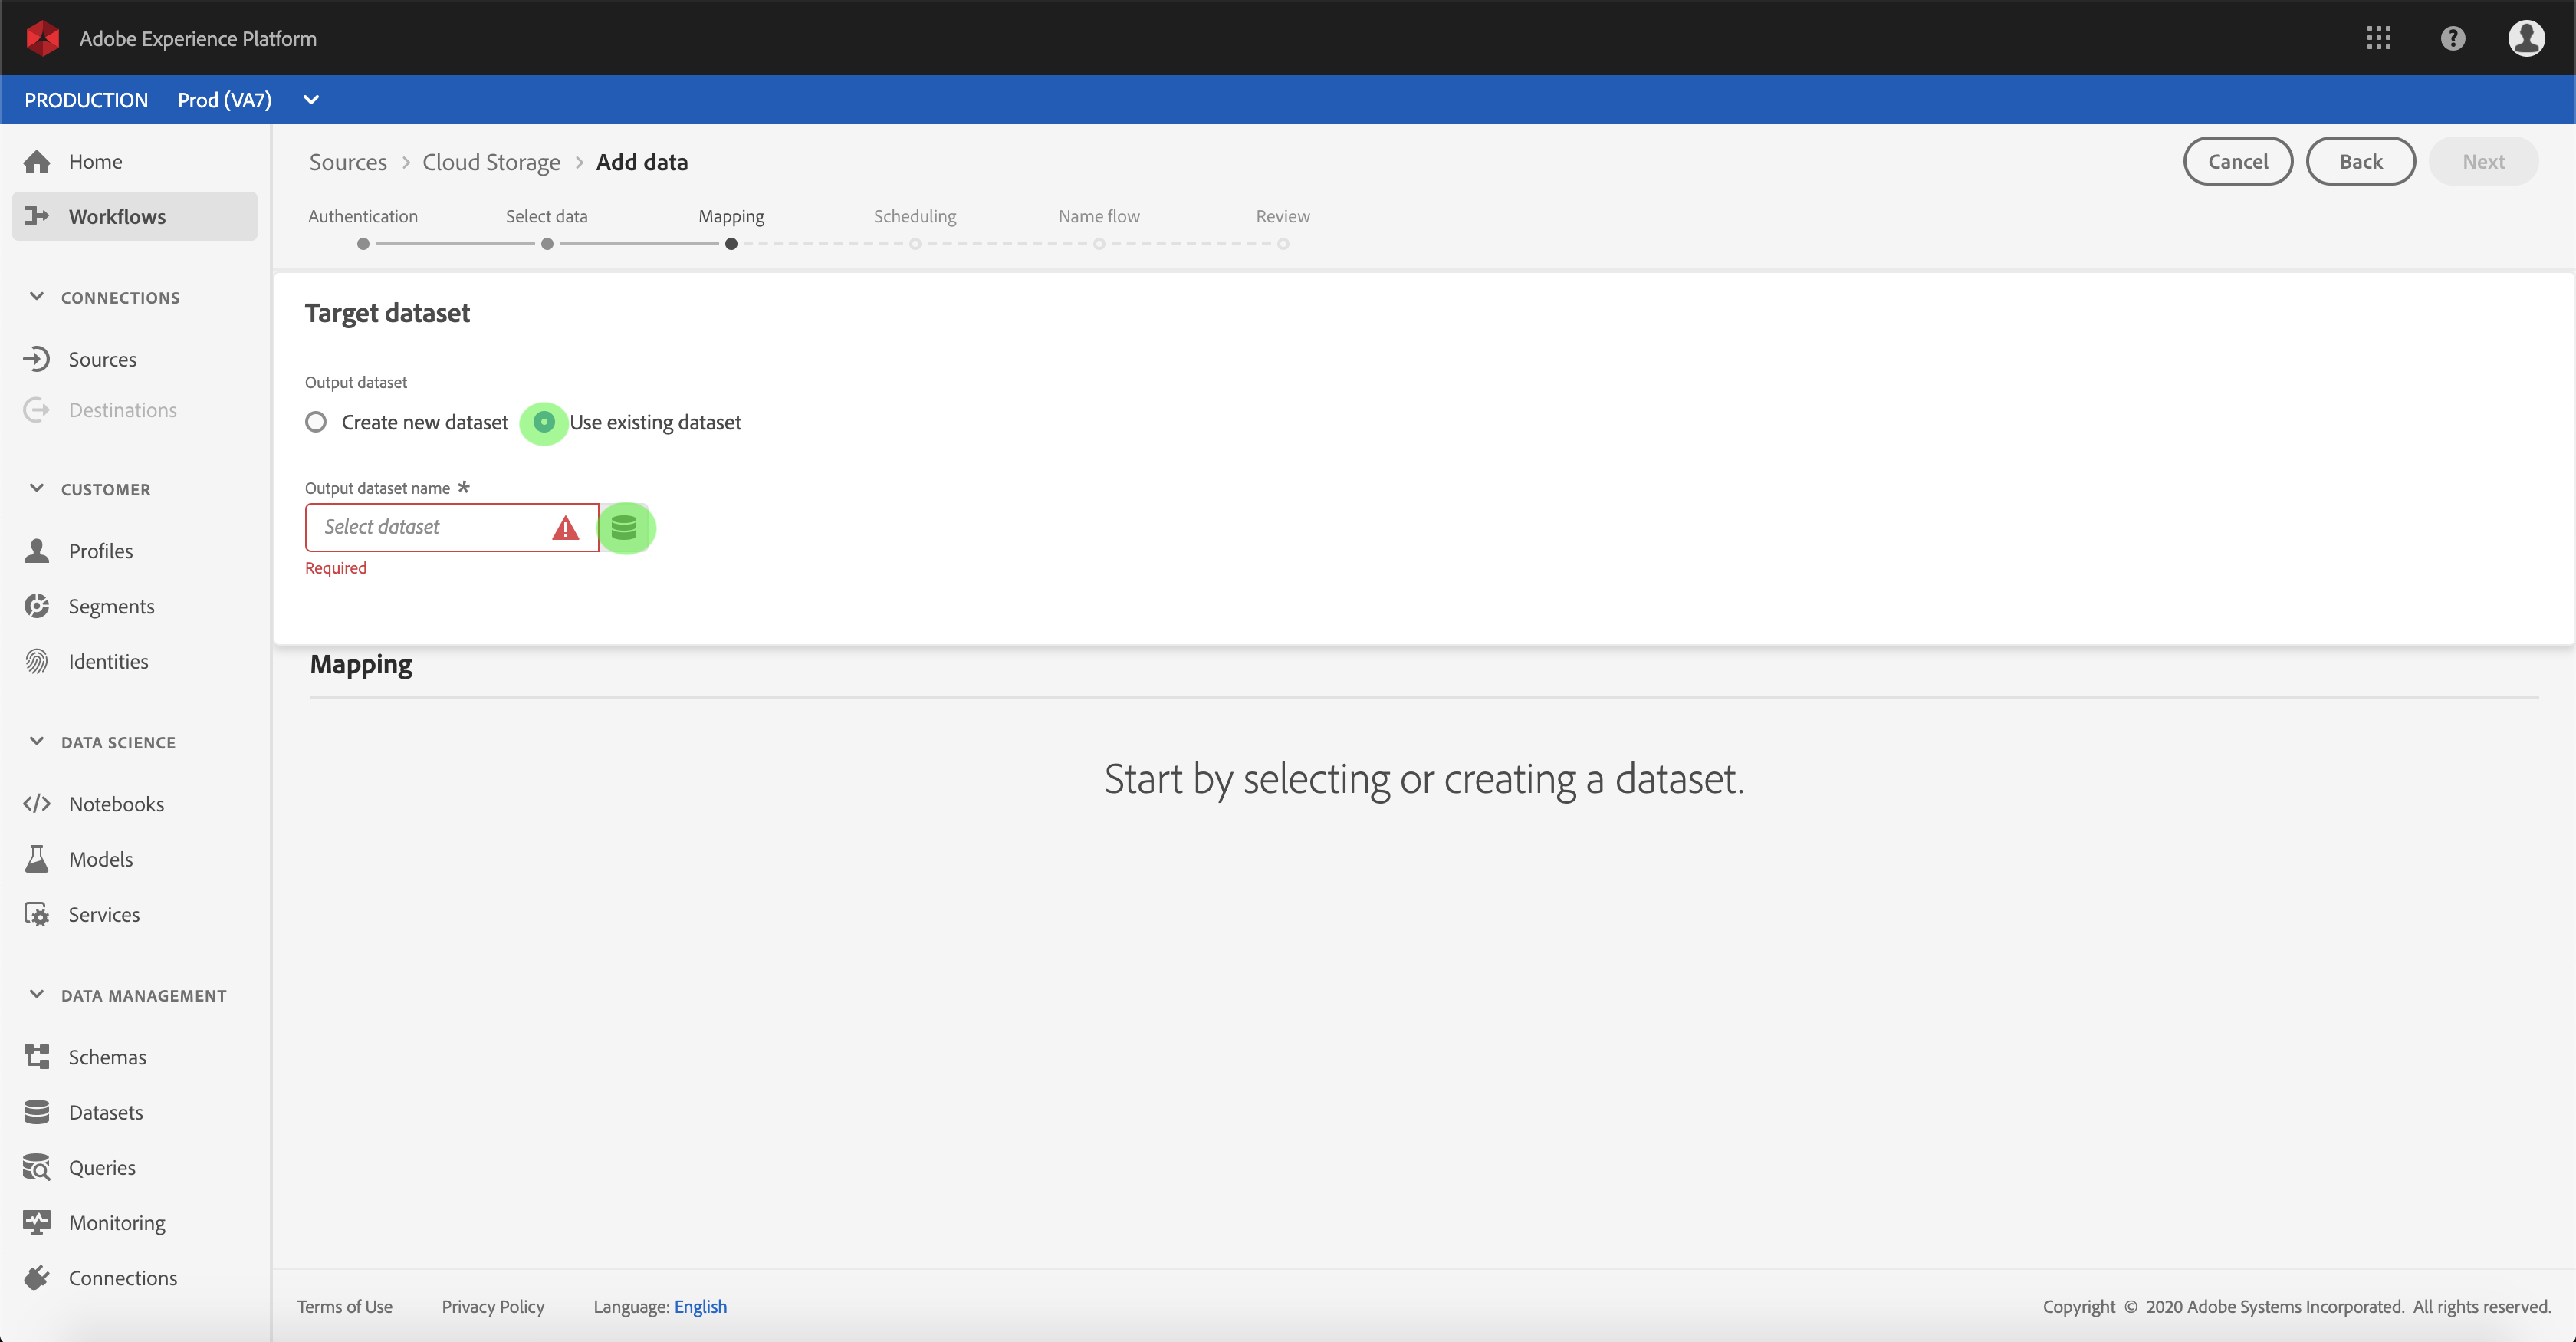 Adobe Experience Platform
PRODUCTION Prod (VA7)
Home
Workflows
CONNECTIONS
Sources
Destinations
CUSTOMER
Profiles
Segments
Identities
DATA SCIENCE
Notebooks
Models
Services
DATA MANAGEMENT
Schemas
Datasets
Queries
Monitoring
Connections
Sources > Cloud Storage > Add data
Cancel Back Next
Authentication Select data Mapping Scheduling Name flow Review
Target dataset
Output dataset
Create new dataset Use existing dataset
Output dataset name *
Select dataset
Required
Mapping
Start by selecting or creating a dataset.
Terms of Use Privacy Policy Language: English
Copyright © 2020 Adobe Systems Incorporated. All rights reserved.